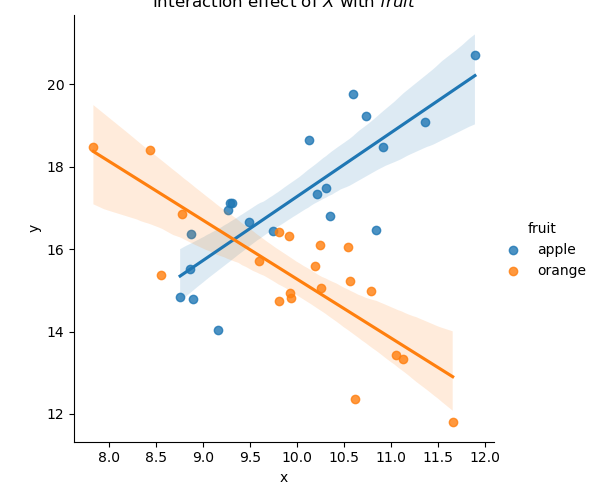 Interaction effect of X with fruit
20
18
16
14
12
y
8.0 8.5 9.0 9.5 10.0 10.5 11.0 11.5 12.0
x
fruit
apple
orange